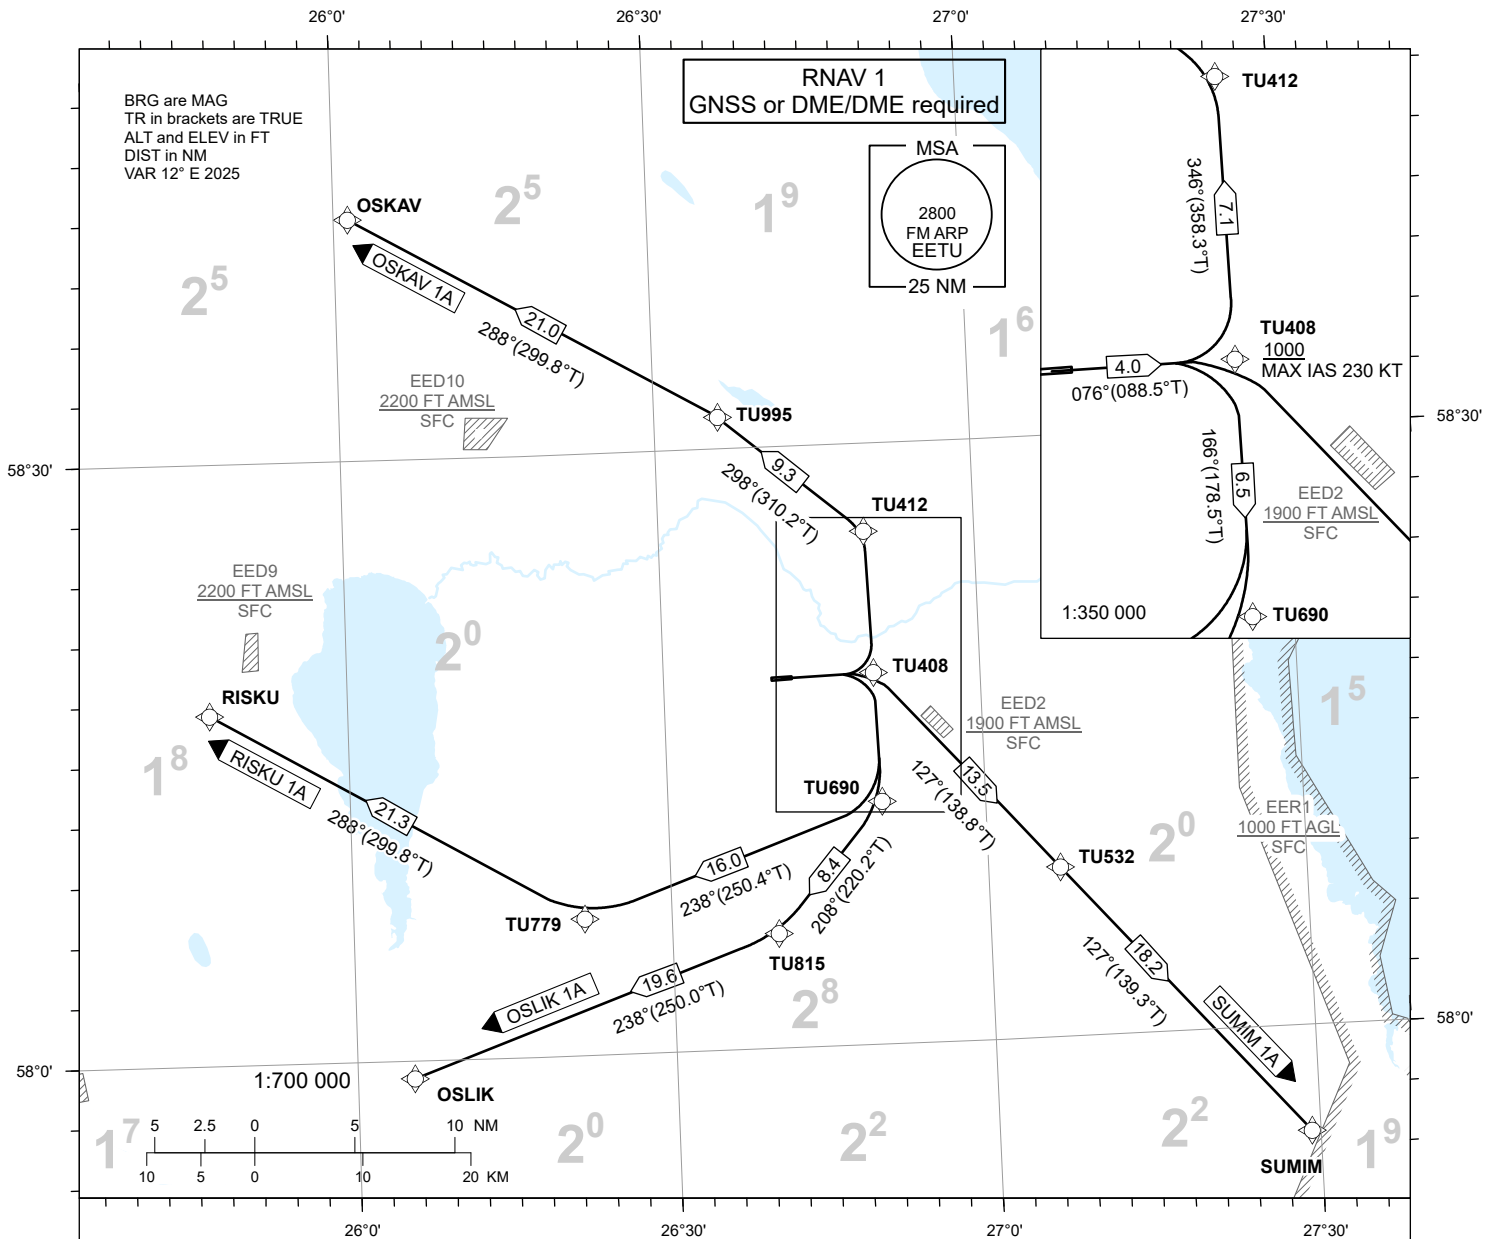 26°0'
26°30'
27°0'
27°30'
BRG are MAG
TR in brackets are TRUE
ALT and ELEV in FT
DIST in NM
VAR 12° E 2025
RNAV 1
GNSS or DME/DME required
MSA
2800
FM ARP
EETU
25 NM
2⁵
1⁹
2⁵
1⁶
OSKAV
OSKAV 1A
21.0
288°(299.8°T)
EED10
2200 FT AMSL
SFC
TU995
9.3
298°(310.2°T)
TU412
TU412
7.1
346°(358.3°T)
TU408
1000
MAX IAS 230 KT
4.0
076°(088.5°T)
166°(178.5°T)
6.5
EED2
1900 FT AMSL
SFC
1:350 000
TU690
58°30'
58°30'
EED9
2200 FT AMSL
SFC
2⁰
RISKU
RISKU 1A
1⁸
21.3
288°(299.8°T)
TU408
EED2
1900 FT AMSL
SFC
1⁵
TU690
13.5
127°(138.8°T)
EER1
1000 FT AGL
SFC
2⁰
TU532
16.0
238°(250.4°T)
8.4
208°(220.2°T)
TU779
TU815
19.6
238°(250.0°T)
OSLIK 1A
2⁸
18.2
127°(139.3°T)
SUMIM 1A
58°0'
58°0'
1:700 000
OSLIK
5 2.5 0 5 10 NM
10 5 0 10 20 KM
1⁷
2⁰
2²
2²
1⁹
SUMIM
26°0'
26°30'
27°0'
27°30'